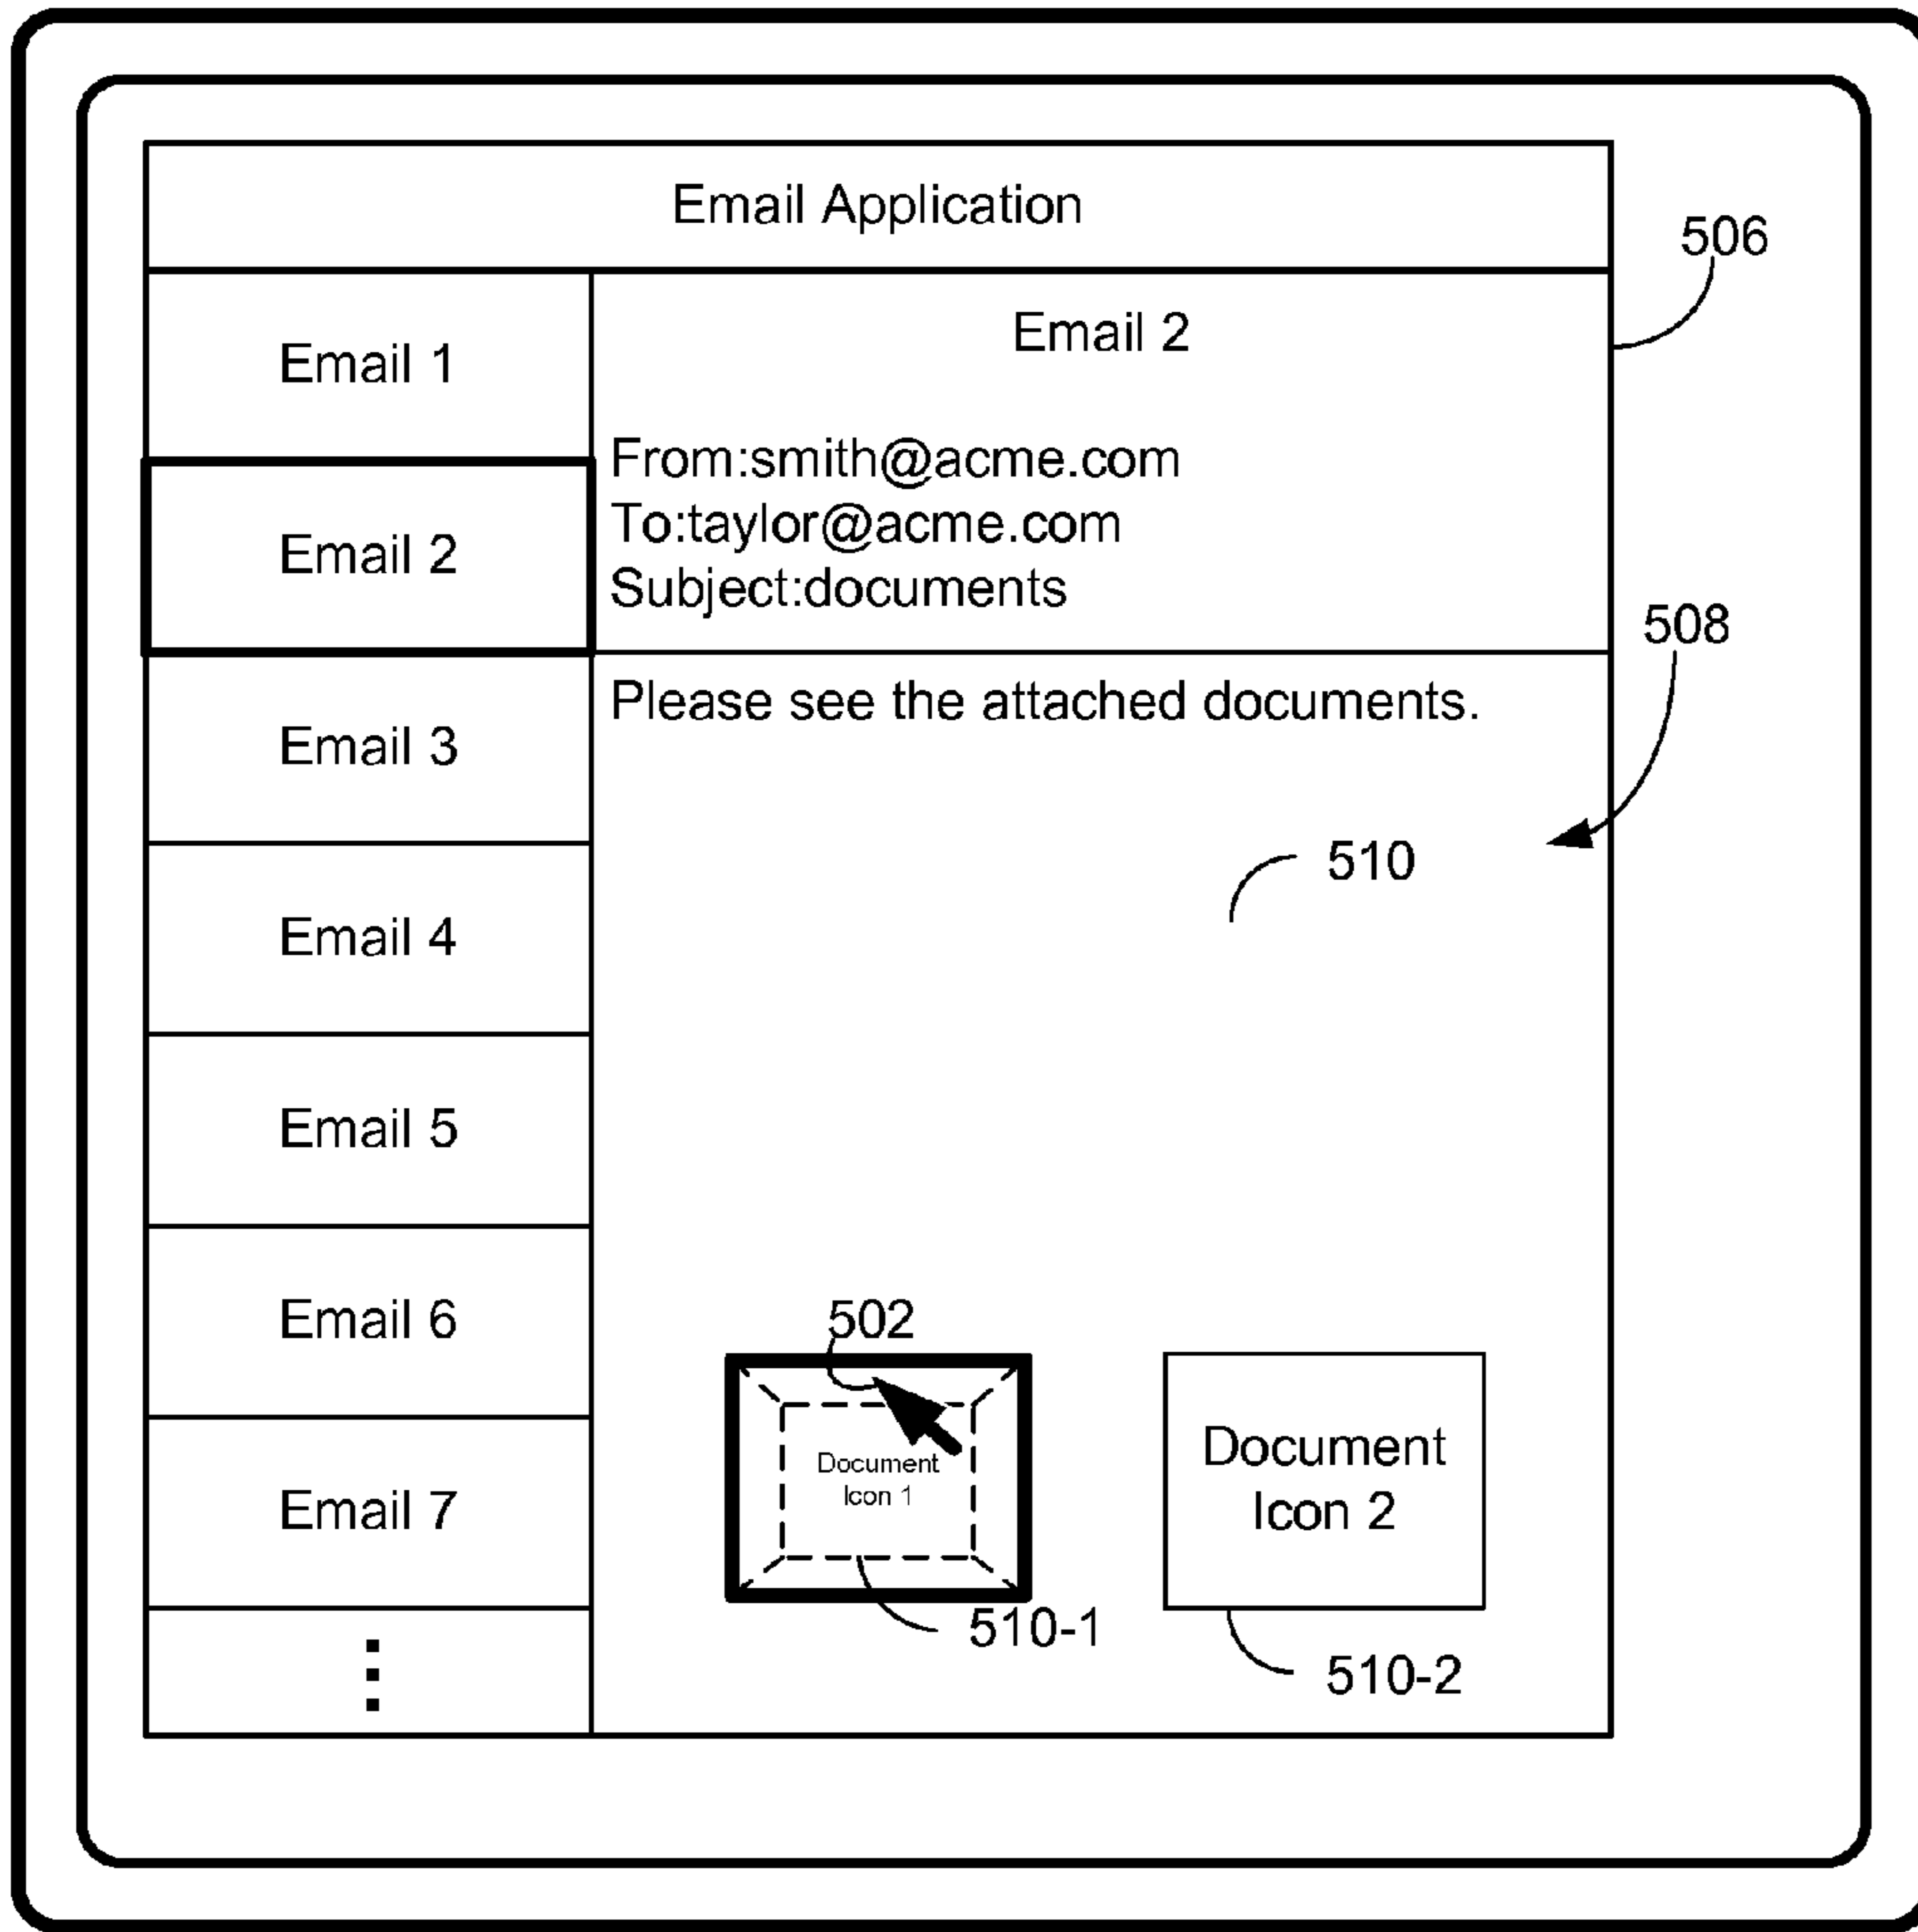 Email Application
506
Email 1
Email 2
Email 3
Email 4
Email 5
Email 6
Email 7
Email 2
From:smith@acme.com
To:taylor@acme.com
Subject:documents
508
Please see the attached documents.
510
502
Document
Icon 1
510-1
Document
Icon 2
510-2